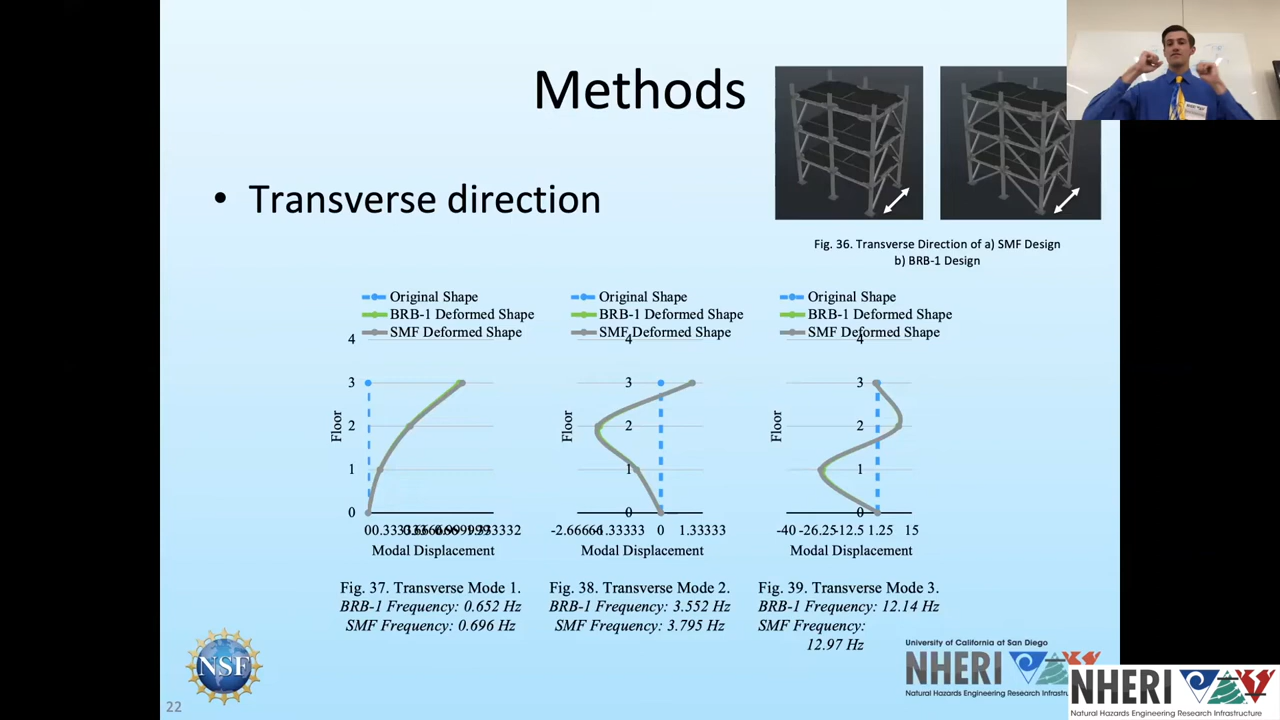 Methods
• Transverse direction
Fig. 36. Transverse Direction of a) SMF Design
b) BRB-1 Design
Original Shape
BRB-1 Deformed Shape
SMF Deformed Shape
4
3
2
1
0
Floor
Modal Displacement
Fig. 37. Transverse Mode 1.
BRB-1 Frequency: 0.652 Hz
SMF Frequency: 0.696 Hz
Original Shape
BRB-1 Deformed Shape
SMF Deformed Shape
4
3
2
1
0
Floor
0 1.33333
Modal Displacement
Fig. 38. Transverse Mode 2.
BRB-1 Frequency: 3.552 Hz
SMF Frequency: 3.795 Hz
Original Shape
BRB-1 Deformed Shape
SMF Deformed Shape
4
3
2
1
0
Floor
-40 -26.25 -12.5 1.25 15
Modal Displacement
Fig. 39. Transverse Mode 3.
BRB-1 Frequency: 12.14 Hz
SMF Frequency:
12.97 Hz
NSF
22
University of California at San Diego
NHERI
Natural Hazards Engineering Research
NHERI
Natural Hazards Engineering Research Infrastructure